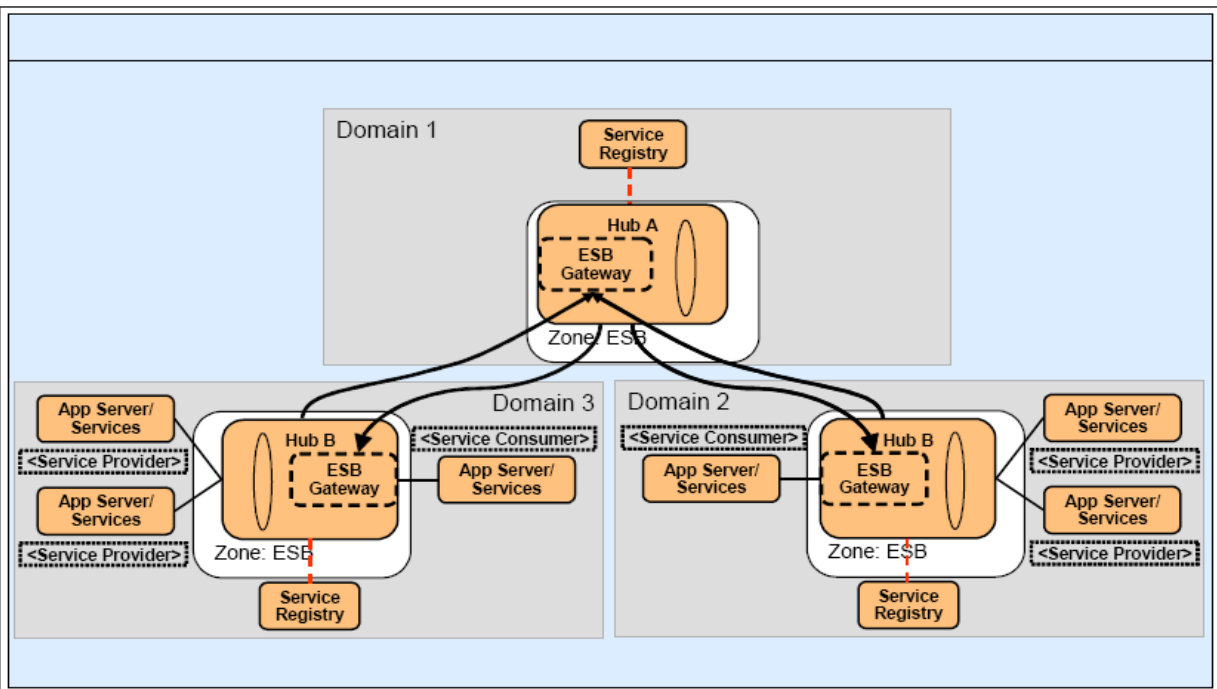 Domain 1
Service
Registry
Hub A
ESB
Gateway
Zone: ESB
Domain 3
App Server/
Services
<Service Provider>
App Server/
Services
<Service Provider>
Hub B
ESB
Gateway
Zone: ESB
<Service Consumer>
App Server/
Services
Service
Registry
Domain 2
<Service Consumer>
App Server/
Services
Hub B
ESB
Gateway
Zone: ESB
App Server/
Services
<Service Provider>
App Server/
Services
<Service Provider>
Service
Registry